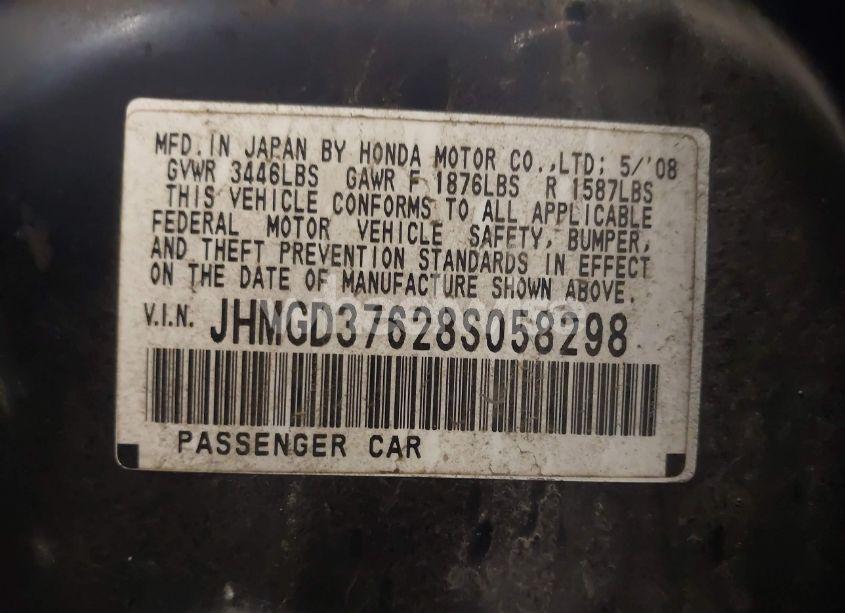 MFD. IN JAPAN BY HONDA MOTOR CO.,LTD; 5/'08
GVWR 3446LBS GAWR F 1876LBS R 1587LBS
THIS VEHICLE CONFORMS TO ALL APPLICABLE
FEDERAL MOTOR VEHICLE SAFETY, BUMPER,
AND THEFT PREVENTION STANDARDS IN EFFECT
ON THE DATE OF MANUFACTURE SHOWN ABOVE.
V.I.N. JHMGD37628S058298
PASSENGER CAR